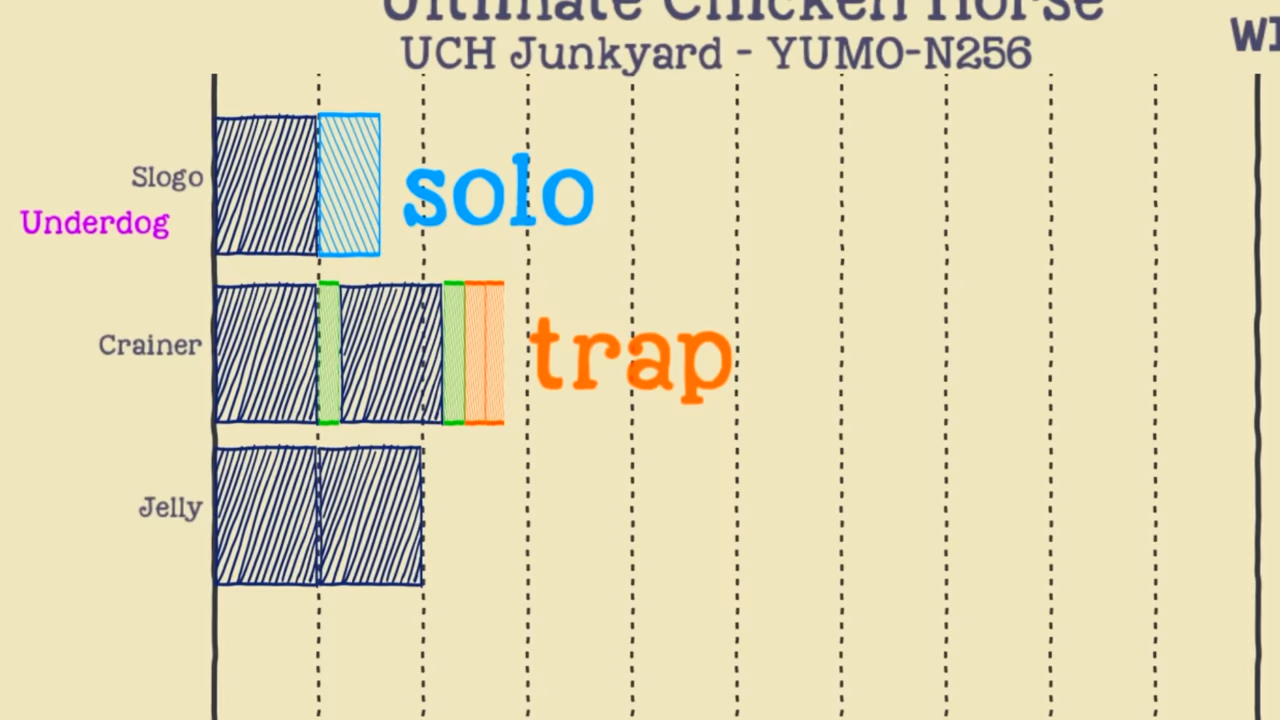 Ultimate Chicken Horse
UCH Junkyard - YUMO-N256
Slogo
solo
Underdog
Crainer
trap
Jelly